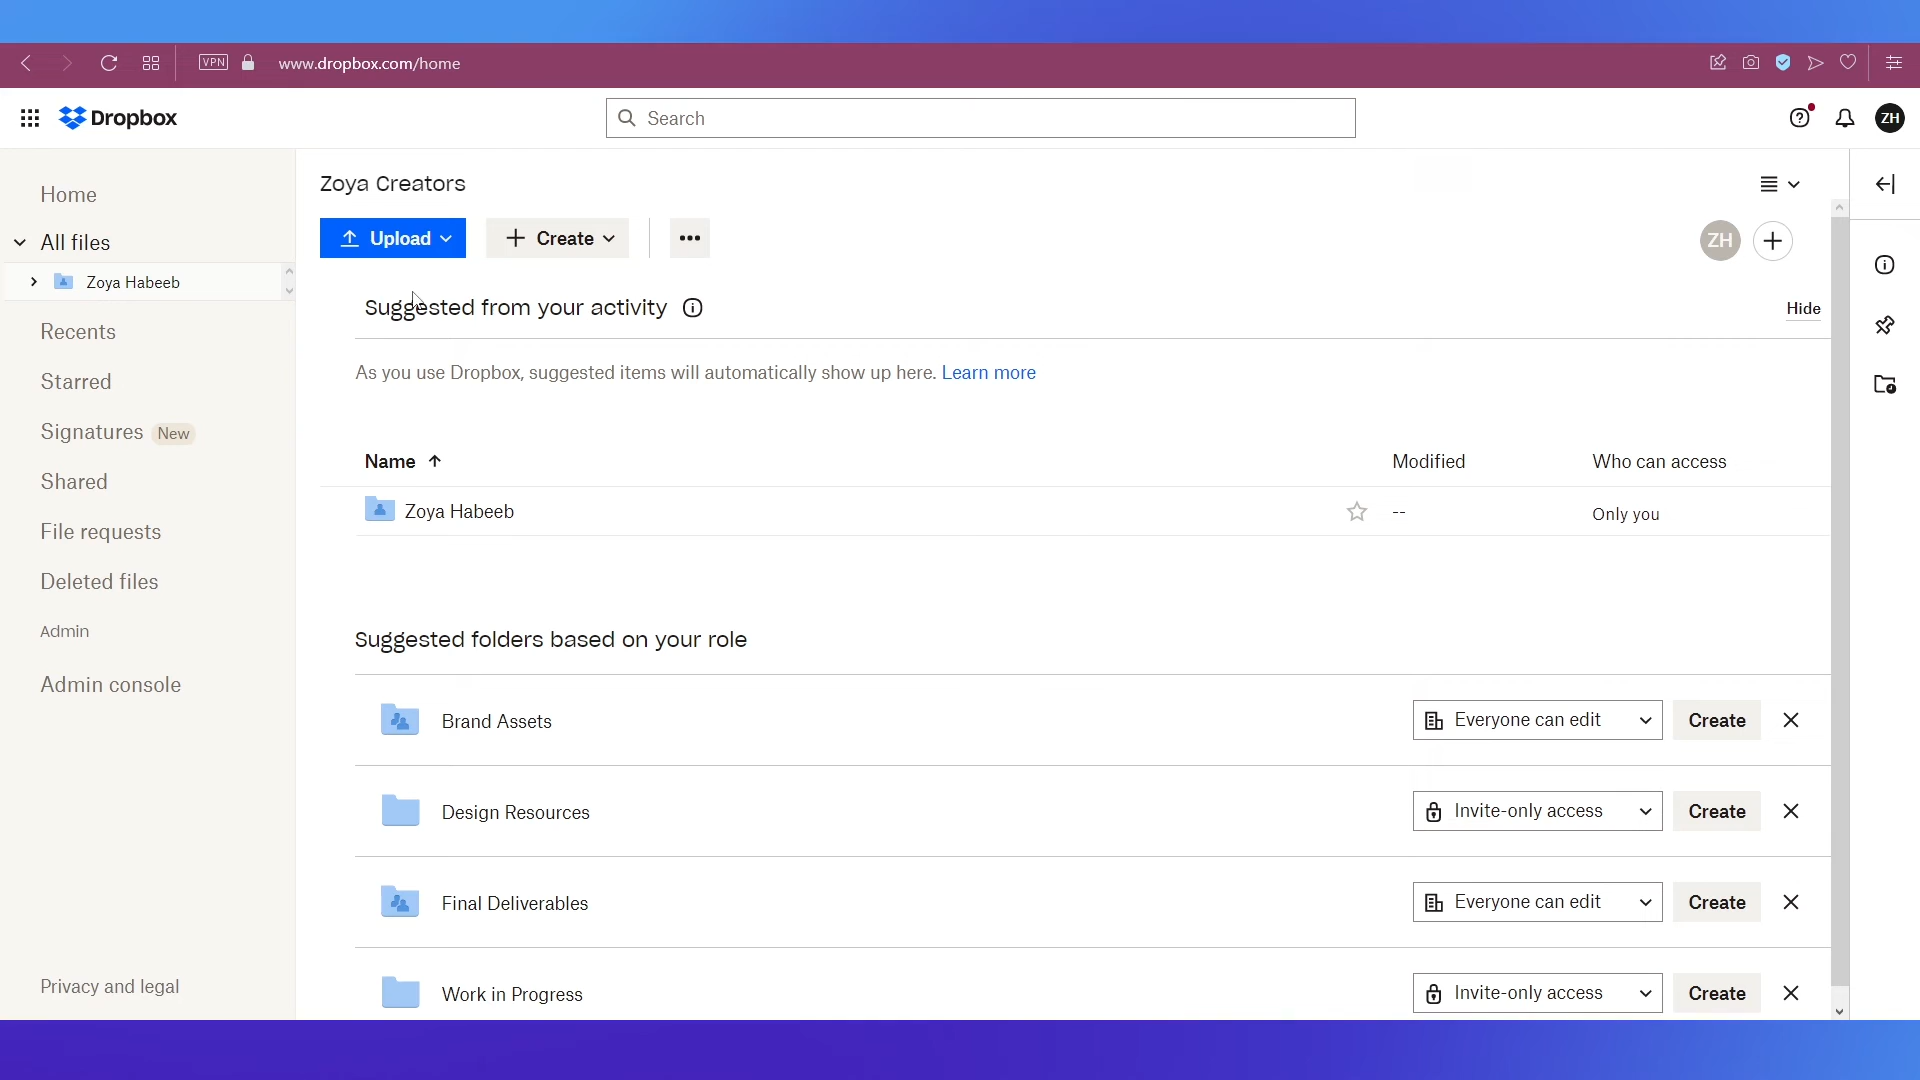 VPN
www.dropbox.com/home
Dropbox
Search
ZH
Home
All files
Zoya Habeeb
Recents
Starred
Signatures New
Shared
File requests
Deleted files
Admin
Admin console
Privacy and legal
Zoya Creators
Upload
Create
ZH
Suggested from your activity
Hide
As you use Dropbox, suggested items will automatically show up here. Learn more
Name Modified Who can access
Zoya Habeeb -- Only you
Suggested folders based on your role
Brand Assets Everyone can edit Create
Design Resources Invite-only access Create
Final Deliverables Everyone can edit Create
Work in Progress Invite-only access Create